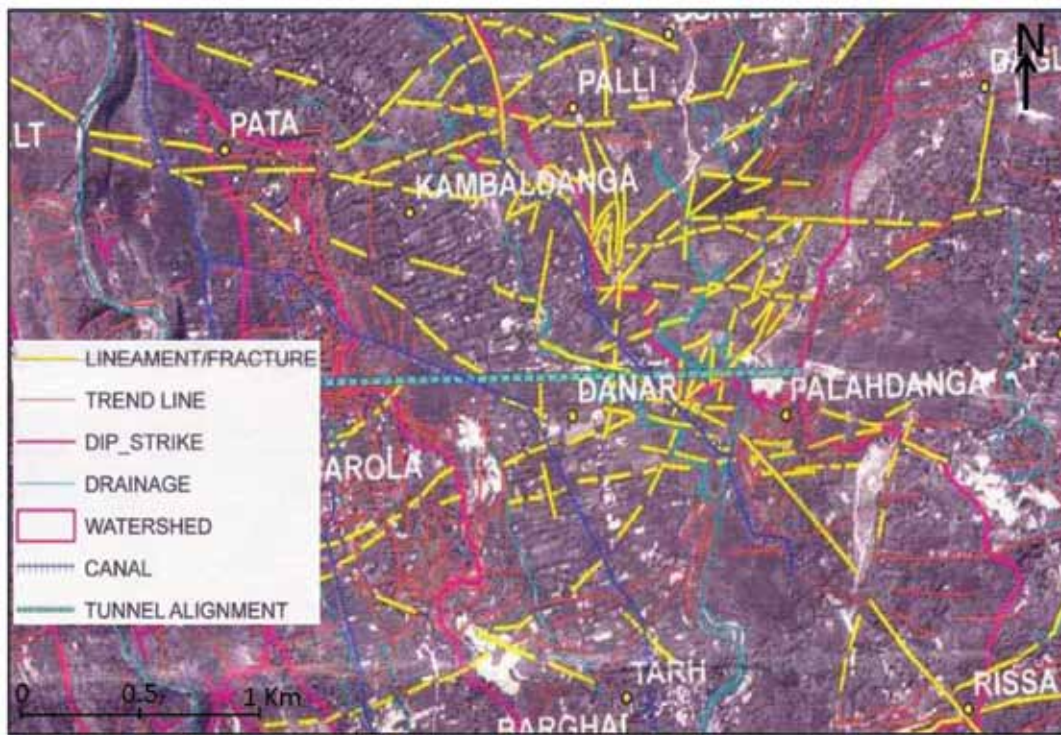 N
PALLI
PATA
LT
KAMBALDANGA
LINEAMENT/FRACTURE
TREND LINE
DIP_STRIKE
DRAINAGE
WATERSHED
CANAL
TUNNEL ALIGNMENT
DANAR
PALAHDANGA
AROLA
TARH
RISSA
BARGHAI
0 0.5 1 Km